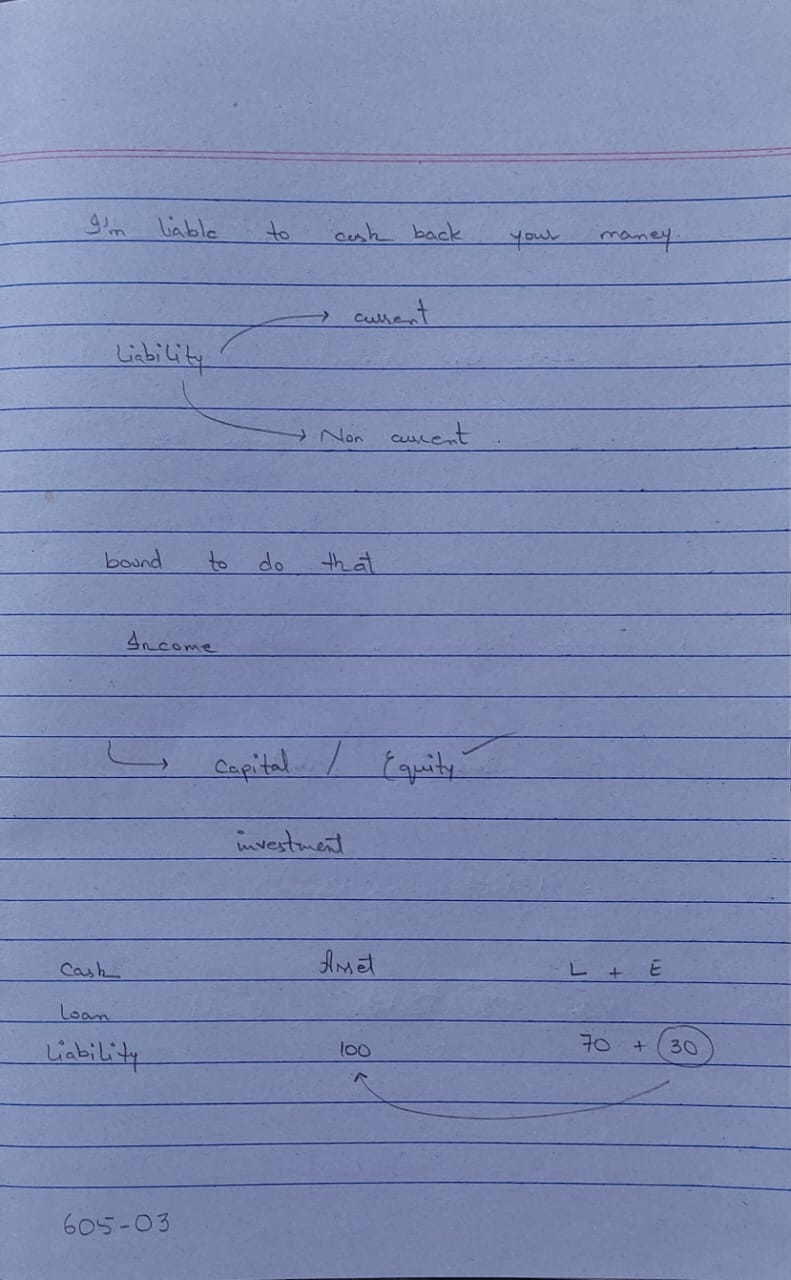 I'm liable to cash back your maney.
current
Liability
Non current .
bound to do that
Income
Capital / Equity
investment
Cash Asset L + E
Loan
Liability 100 70 + 30
605-03